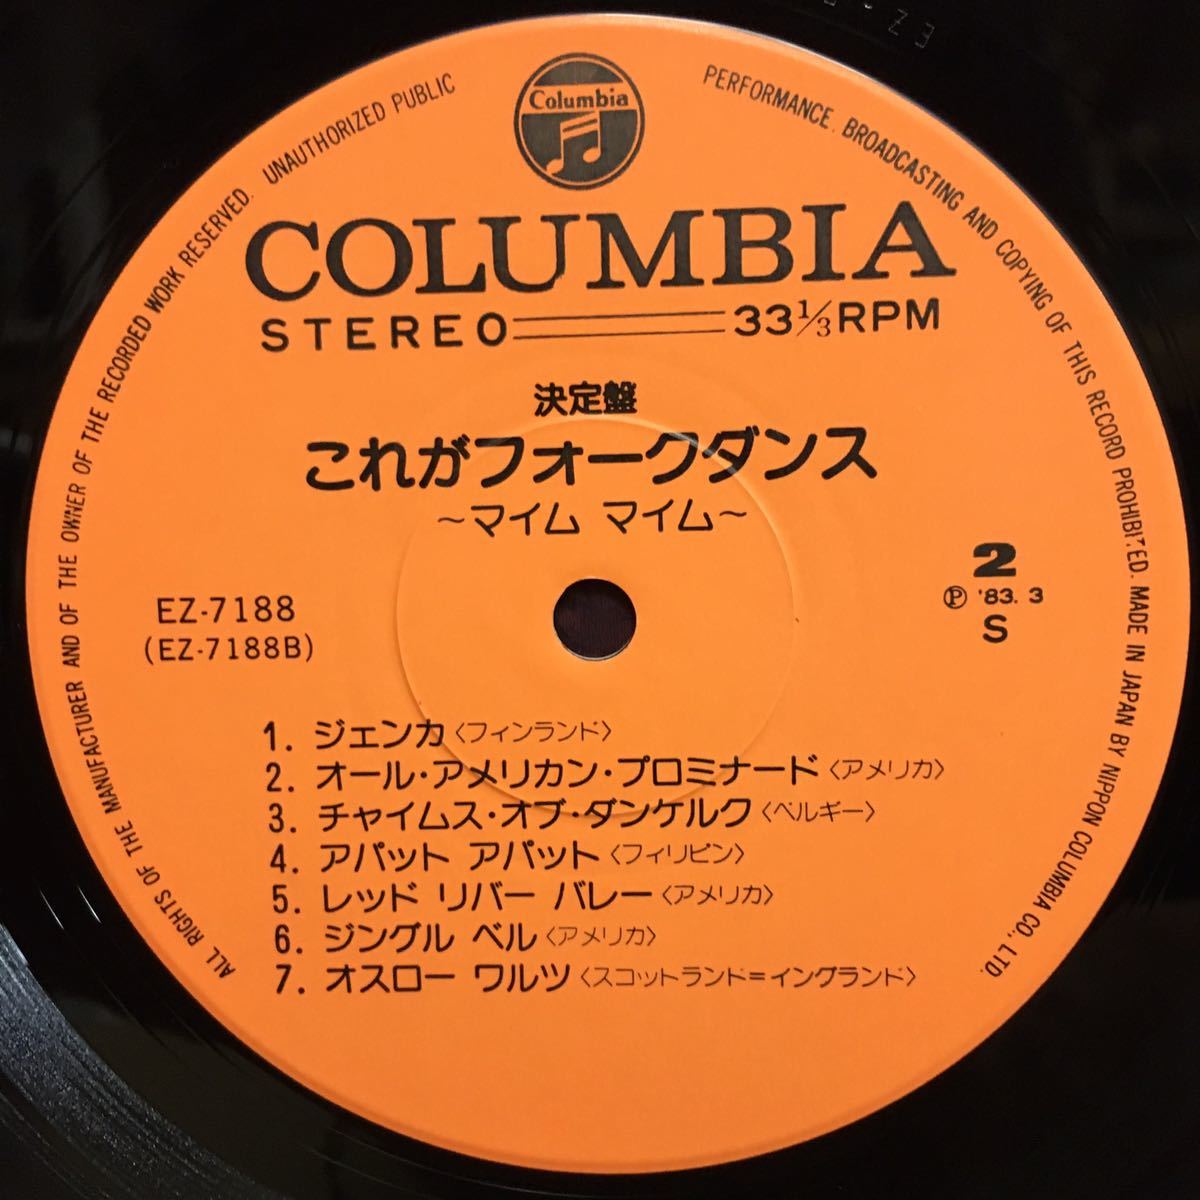 ALL RIGHTS OF THE MANUFACTURER AND OF THE OWNER OF THE RECORDED WORK RESERVED. UNAUTHORIZED PUBLIC PERFORMANCE. BROADCASTING AND COPYING OF THIS RECORD PROHIBITED. MADE IN JAPAN BY NIPPON COLUMBIA CO., LTD.
Columbia
COLUMBIA
STEREO 33⅓ RPM
決定盤
これがフォークダンス
～マイム マイム～
EZ-7188
(EZ-7188B)
2
Ⓟ '83. 3
S
1. ジェンカ〈フィンランド〉
2. オール・アメリカン・プロミナード〈アメリカ〉
3. チャイムス・オブ・ダンケルク〈ベルギー〉
4. アパット アパット〈フィリピン〉
5. レッド リバー バレー〈アメリカ〉
6. ジングル ベル〈アメリカ〉
7. オスロー ワルツ〈スコットランド＝イングランド〉